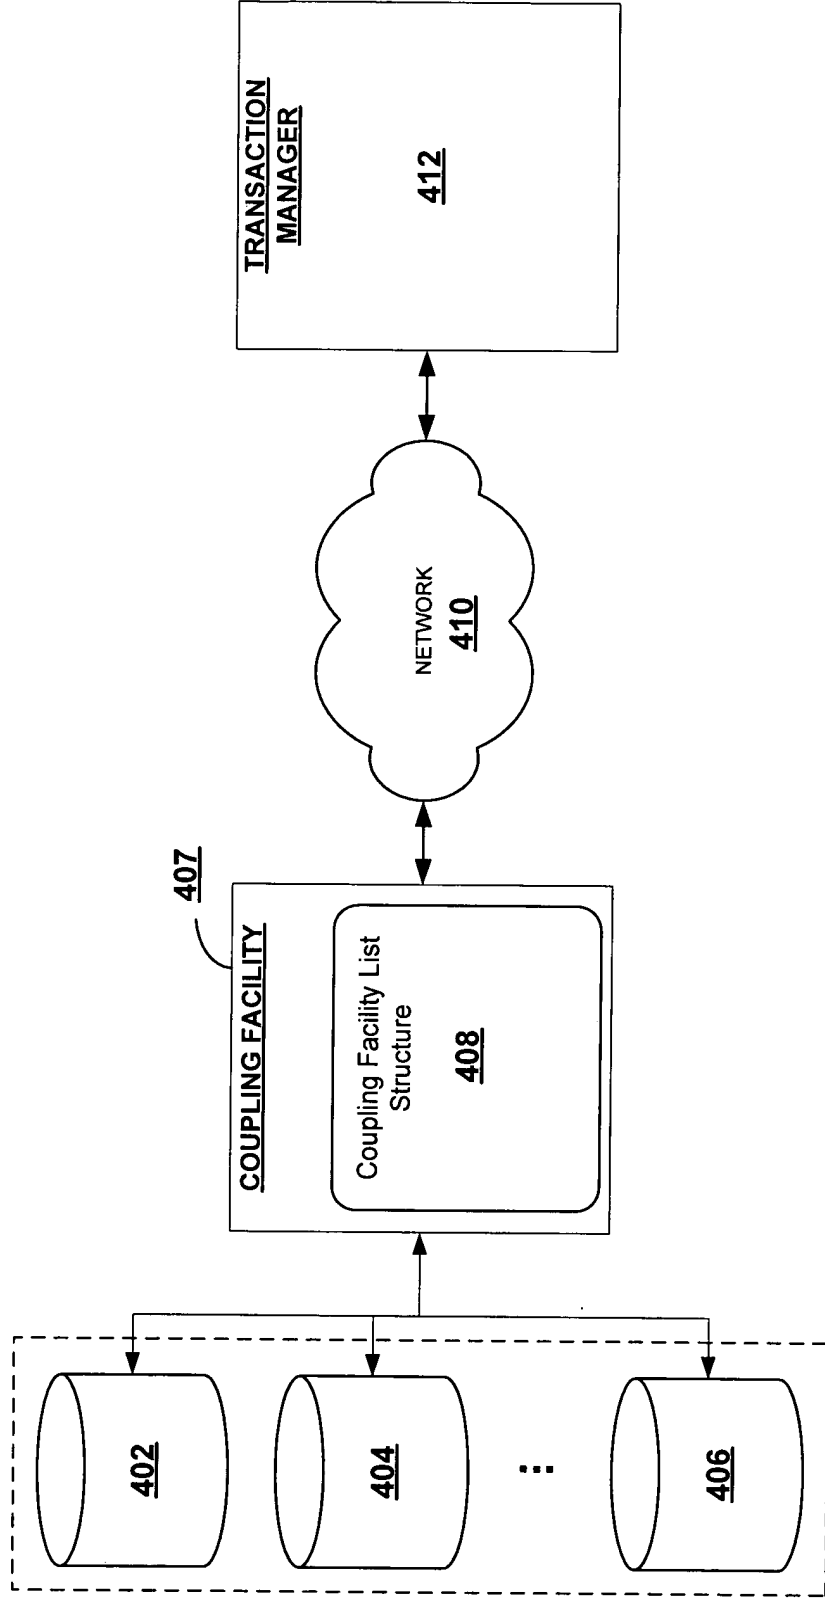 TRANSACTION
MANAGER
412
NETWORK
410
407
COUPLING FACILITY
Coupling Facility List
Structure
408
402
404
...
406